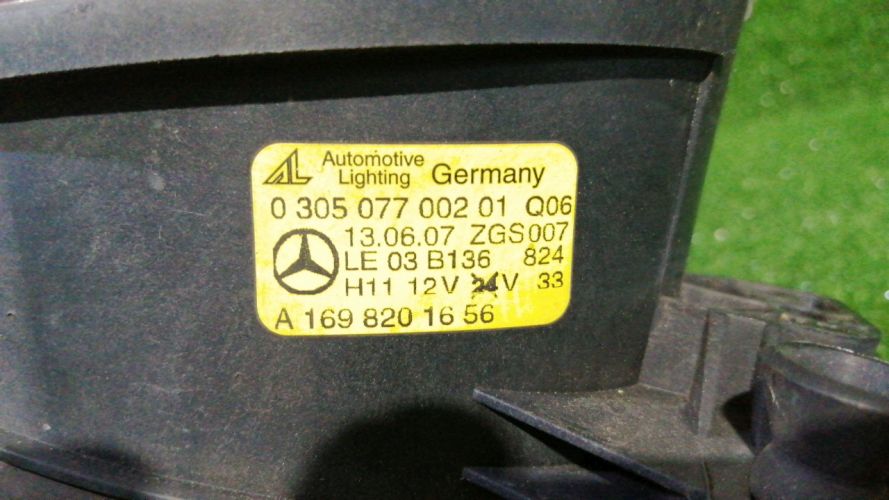 AL Automotive
Lighting Germany
0 305 077 002 01 Q06
13.06.07 ZGS007
LE 03 B136 824
H11 12V 24V 33
A 169 820 16 56